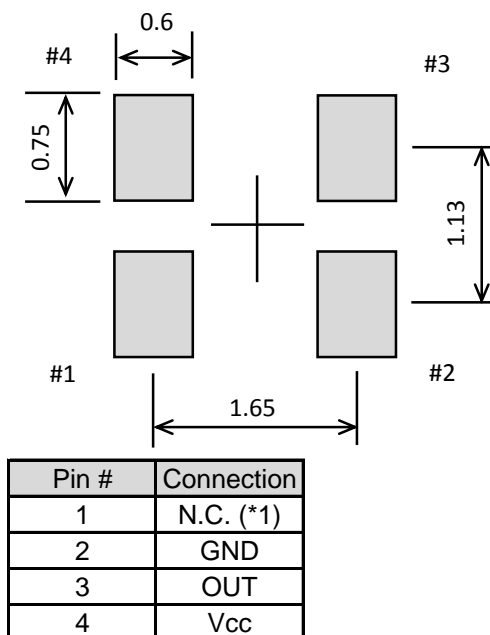 0.6
#4
#3
0.75
1.13
#1
#2
1.65
Pin # Connection
1 N.C. (*1)
2 GND
3 OUT
4 Vcc